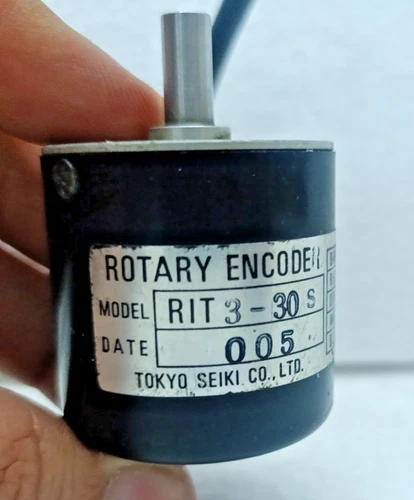 ROTARY ENCODER
MODEL RIT 3-30 S
DATE 005
TOKYO SEIKI CO., LTD.